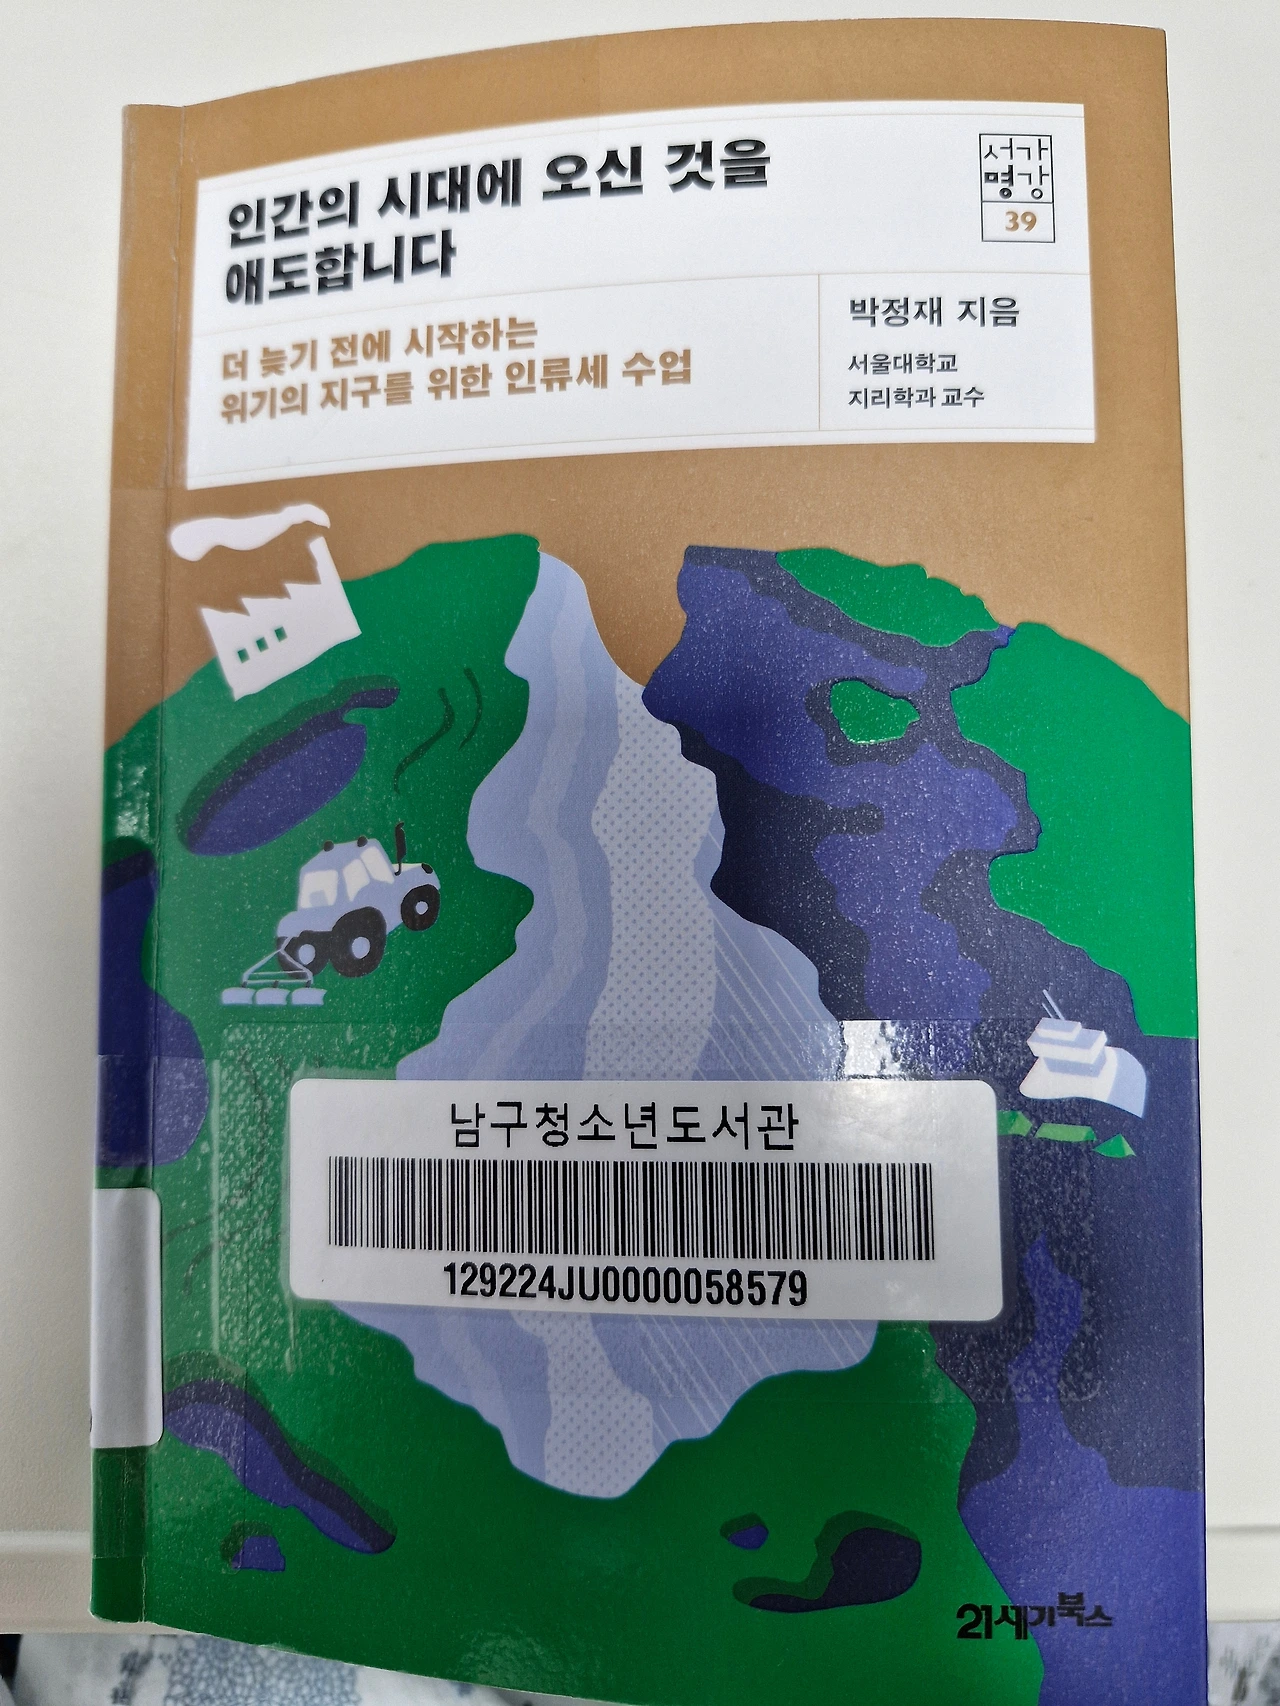 인간의 시대에 오신 것을
애도합니다
더 늦기 전에 시작하는
위기의 지구를 위한 인류세 수업
서가
명강
39
박정재 지음
서울대학교
지리학과 교수
남구청소년도서관
129224JU0000058579
21세기북스